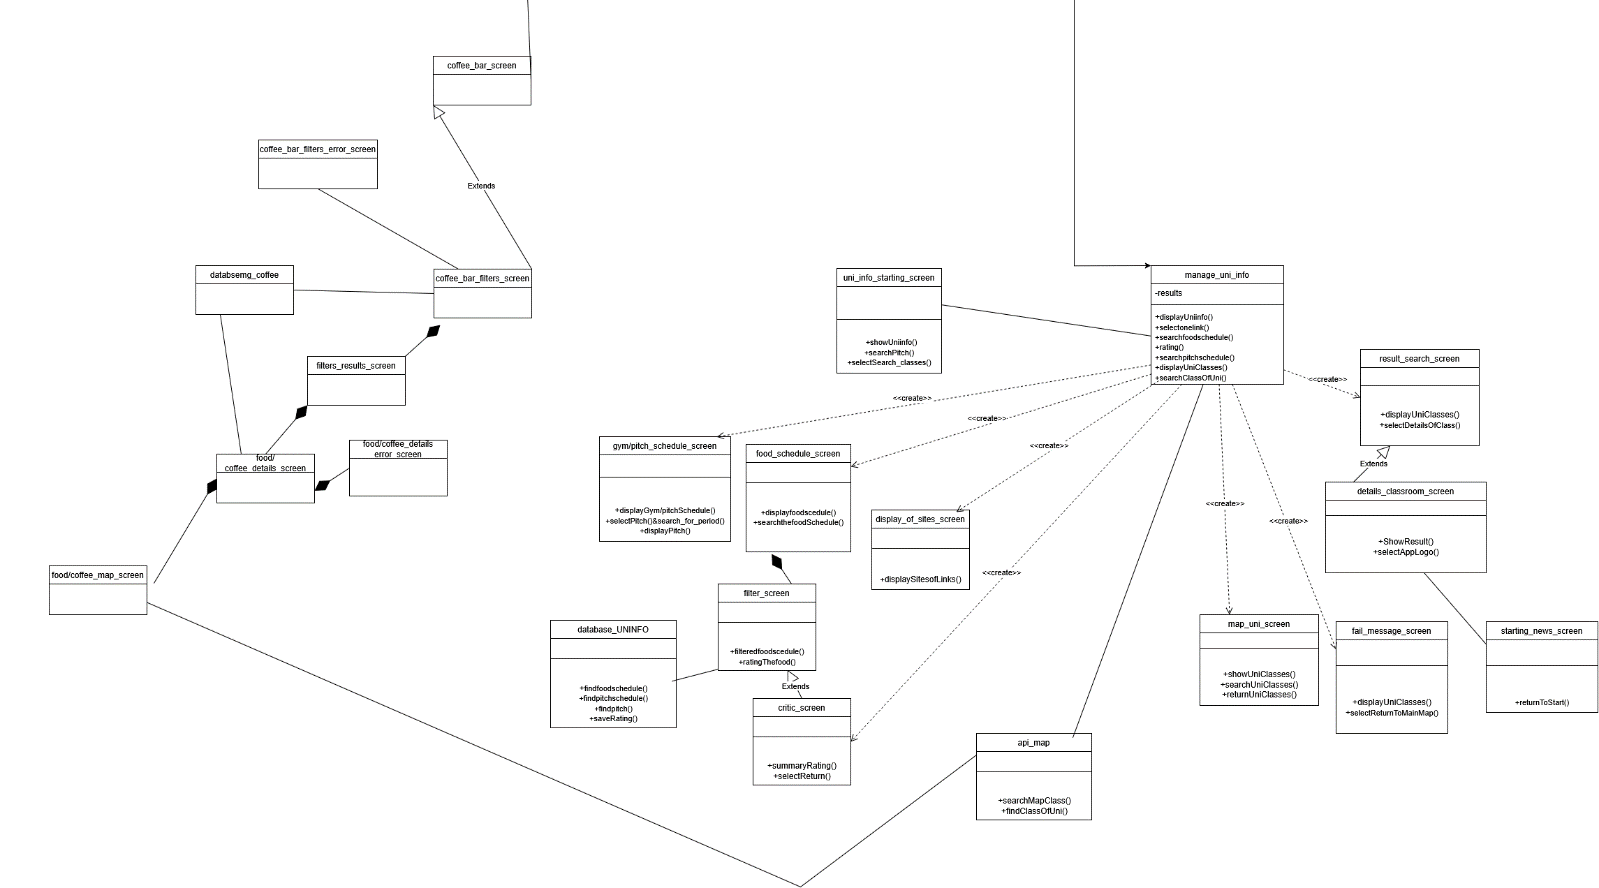 coffee_bar_screen
coffee_bar_filters_error_screen
Extends
databsemg_coffee
coffee_bar_filters_screen
filters_results_screen
food/coffee_details
error_screen
food/
coffee_details_screen
food/coffee_map_screen
uni_info_starting_screen
+showUniinfo()
+searchPitch()
+selectSearch_classes()
manage_uni_info
-results
+displayUniinfo()
+selectonelink()
+searchfoodschedule()
+rating()
+searchpitchschedule()
+displayUniClasses()
+searchClassOfUni()
<<create>>
<<create>>
<<create>>
<<create>>
<<create>>
<<create>>
<<create>>
result_search_screen
+displayUniClasses()
+selectDetailsOfClass()
Extends
details_classroom_screen
+ShowResult()
+selectAppLogo()
gym/pitch_schedule_screen
+displayGym/pitchSchedule()
+selectPitch()&search_for_period()
+displayPitch()
food_schedule_screen
+displayfoodscedule()
+searchthefoodSchedule()
display_of_sites_screen
+displaySitesofLinks()
filter_screen
+filteredfoodscedule()
+ratingThefood()
database_UNINFO
+findfoodschedule()
+findpitchschedule()
+findpitch()
+saveRating()
Extends
critic_screen
+summaryRating()
+selectReturn()
api_map
+searchMapClass()
+findClassOfUni()
map_uni_screen
+showUniClasses()
+searchUniClasses()
+returnUniClasses()
fail_message_screen
+displayUniClasses()
+selectReturnToMainMap()
starting_news_screen
+returnToStart()